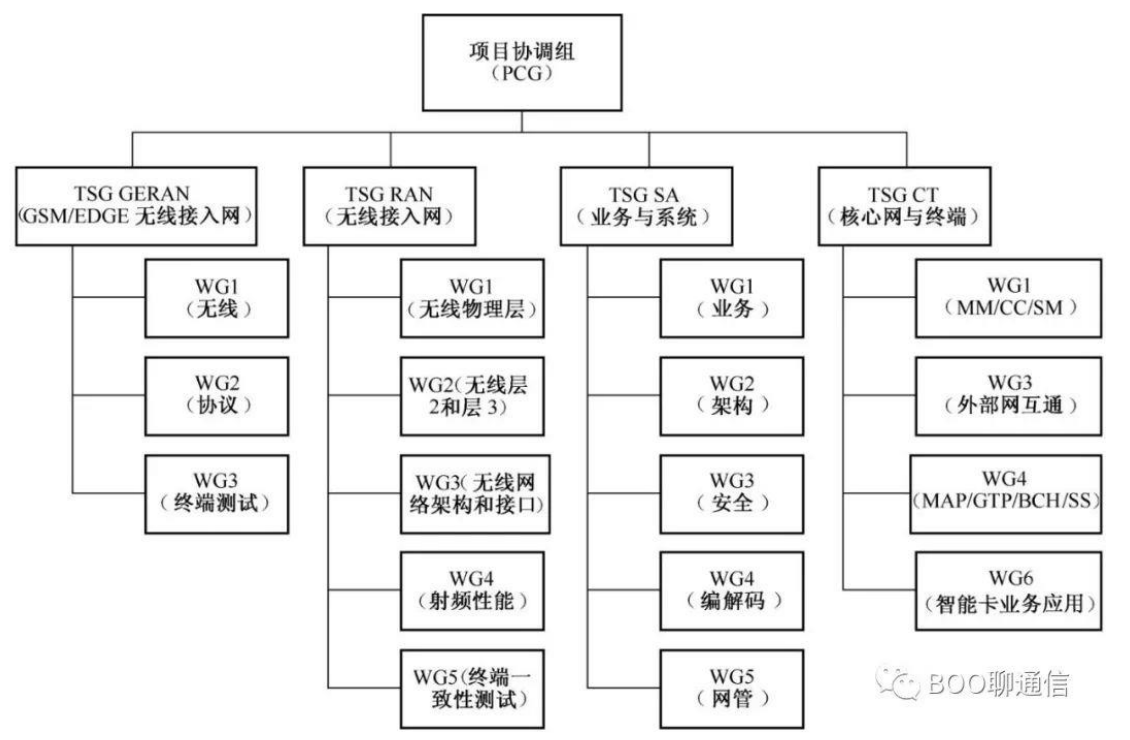 项目协调组
（PCG）
TSG GERAN
（GSM/EDGE 无线接入网）
WG1
（无线）
WG2
（协议）
WG3
（终端测试）
TSG RAN
（无线接入网）
WG1
（无线物理层）
WG2（无线层
2和层 3）
WG3（无线网
络架构和接口）
WG4
（射频性能）
WG5（终端一
致性测试）
TSG SA
（业务与系统）
WG1
（业务）
WG2
（架构）
WG3
（安全）
WG4
（编解码）
WG5
（网管）
TSG CT
（核心网与终端）
WG1
（MM/CC/SM）
WG3
（外部网互通）
WG4
（MAP/GTP/BCH/SS）
WG6
（智能卡业务应用）
BOO聊通信